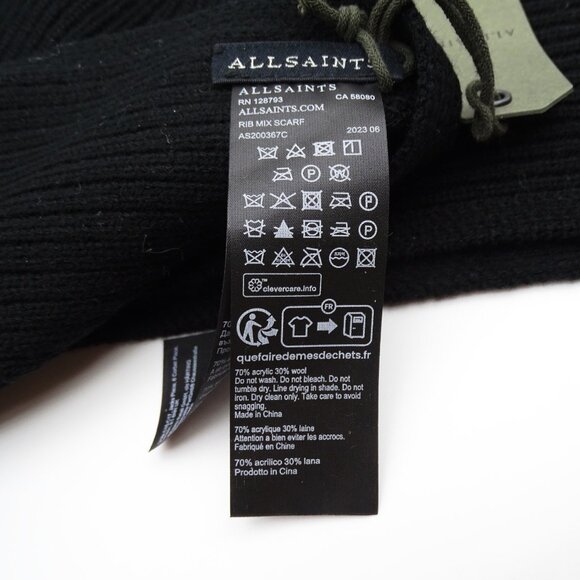 ALLSAINTS
ALLSAINTS
RN 128793 CA 58080
ALLSAINTS.COM
RIB MIX SCARF
AS200367C 2023 06
P W
P
clevercare.info
FR
quefairedemesdechets.fr
70% acrylic 30% wool
Do not wash. Do not bleach. Do not
tumble dry. Line drying in shade. Do not
iron. Dry clean only. Take care to avoid
snagging.
Made in China
70% acrylique 30% laine
Attention a bien eviter les accrocs.
Fabriqué en Chine
70% acrilico 30% lana
Prodotto in Cina